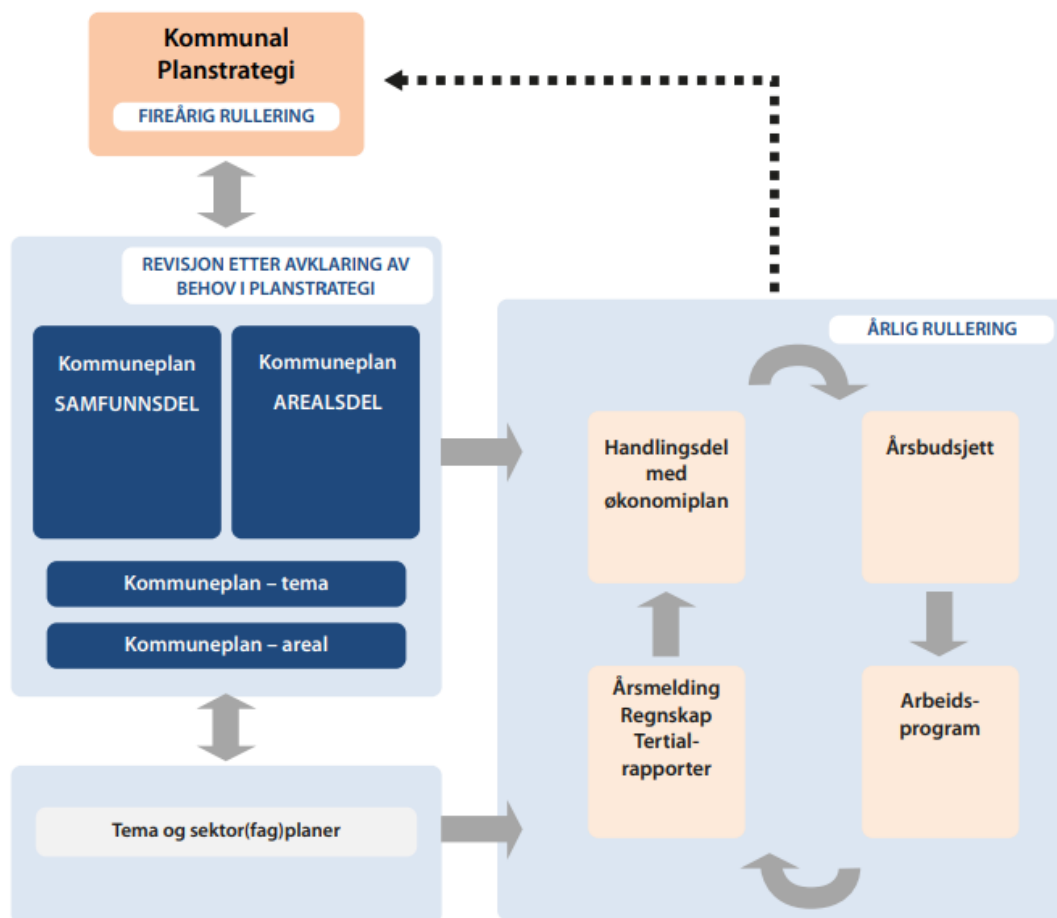 Kommunal
Planstrategi
FIREÅRIG RULLERING
REVISJON ETTER AVKLARING AV
BEHOV I PLANSTRATEGI
Kommuneplan
SAMFUNNSDEL
Kommuneplan
AREALSDEL
Kommuneplan – tema
Kommuneplan – areal
Tema og sektor(fag)planer
ÅRLIG RULLERING
Handlingsdel
med
økonomiplan
Årsbudsjett
Årsmelding
Regnskap
Tertial-
rapporter
Arbeids-
program